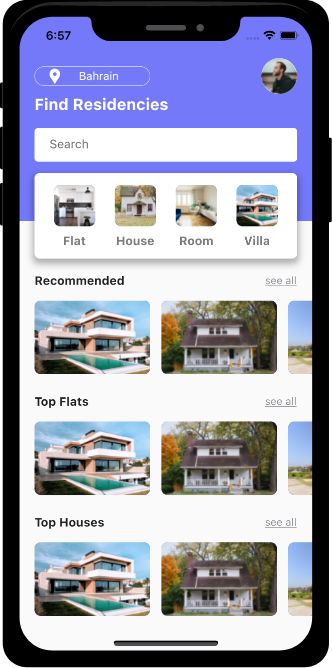 6:57
Bahrain
Find Residencies
Search
Flat House Room Villa
Recommended see all
Top Flats see all
Top Houses see all